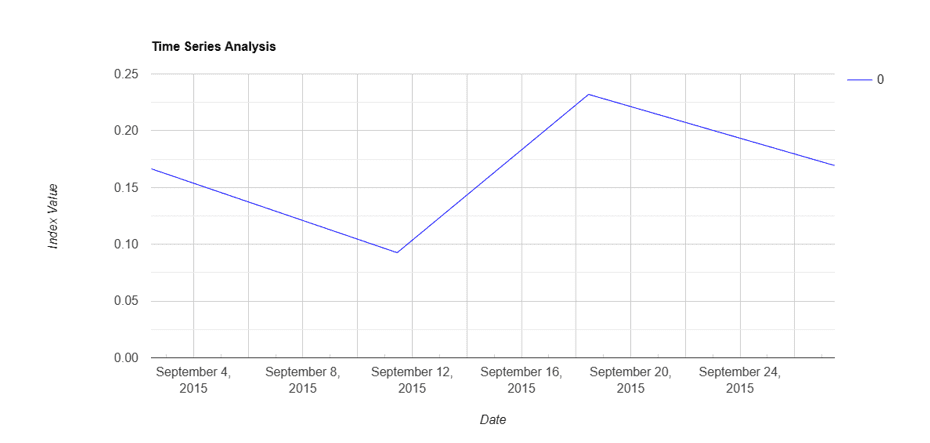 Time Series Analysis
0.25
0
0.20
0.15
0.10
0.05
0.00
Index Value
September 4,
2015
September 8,
2015
September 12,
2015
September 16,
2015
September 20,
2015
September 24,
2015
Date